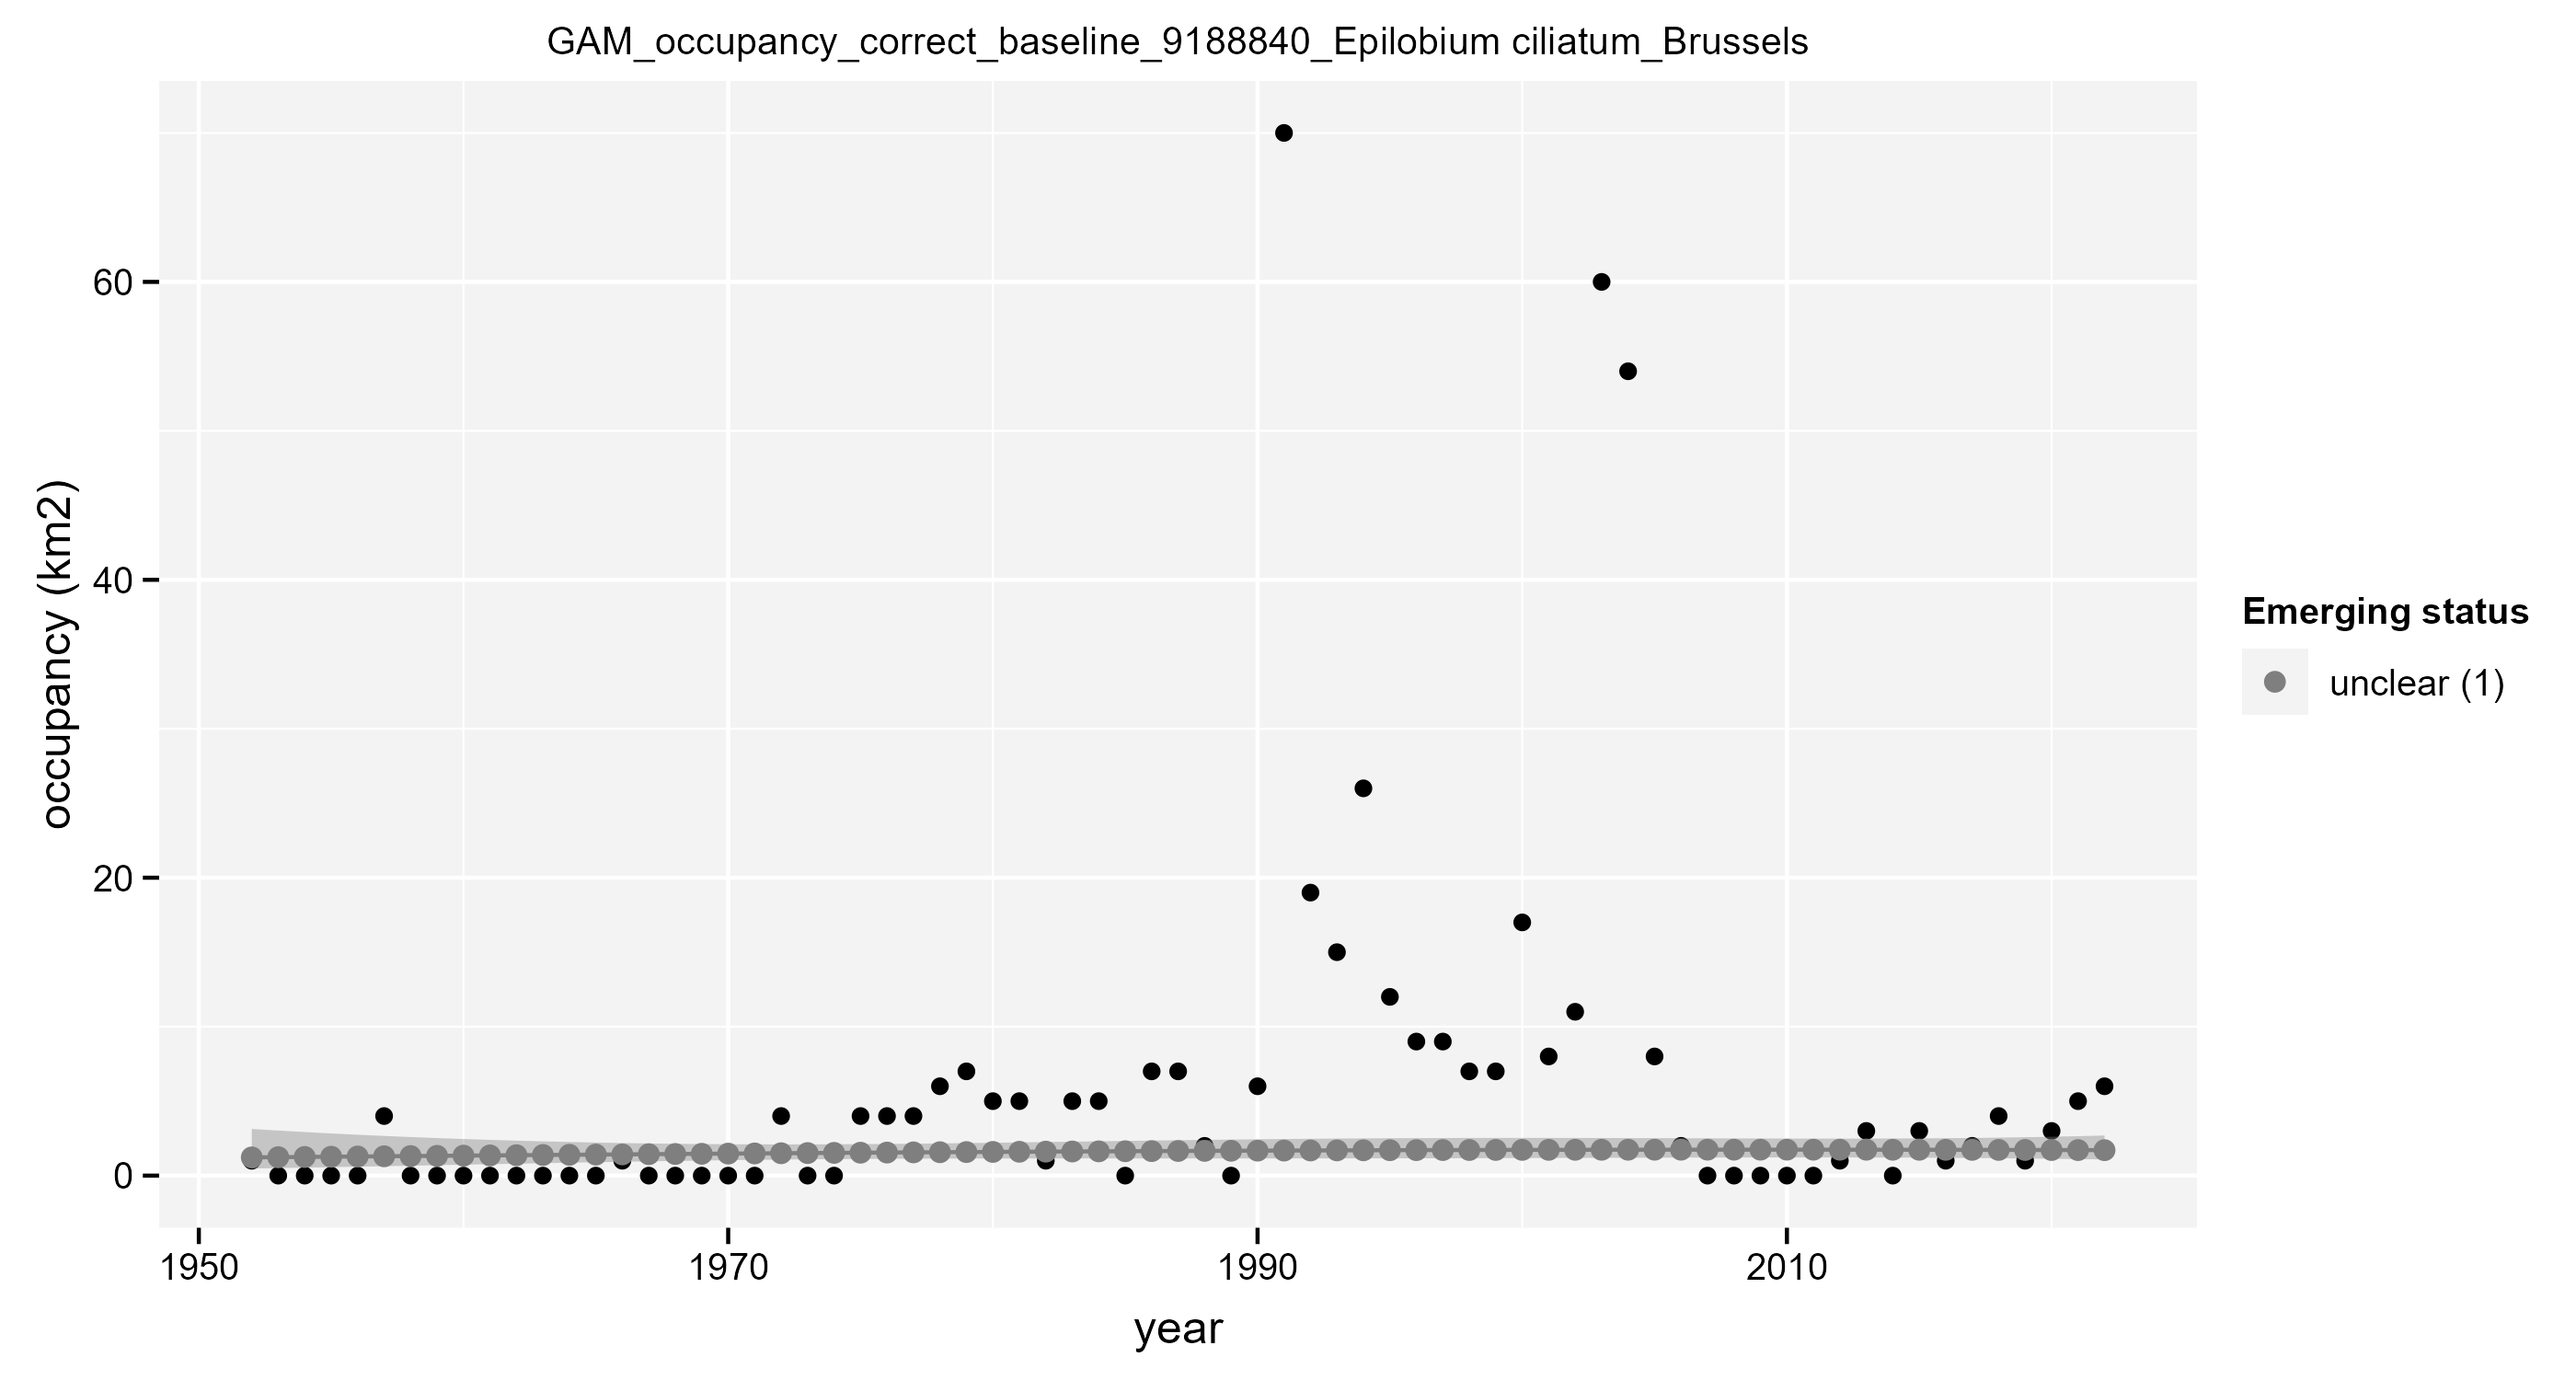 GAM_occupancy_correct_baseline_9188840_Epilobium ciliatum_Brussels
occupancy (km2)
60
40
20
0
1950
1970
1990
2010
year
Emerging status
unclear (1)